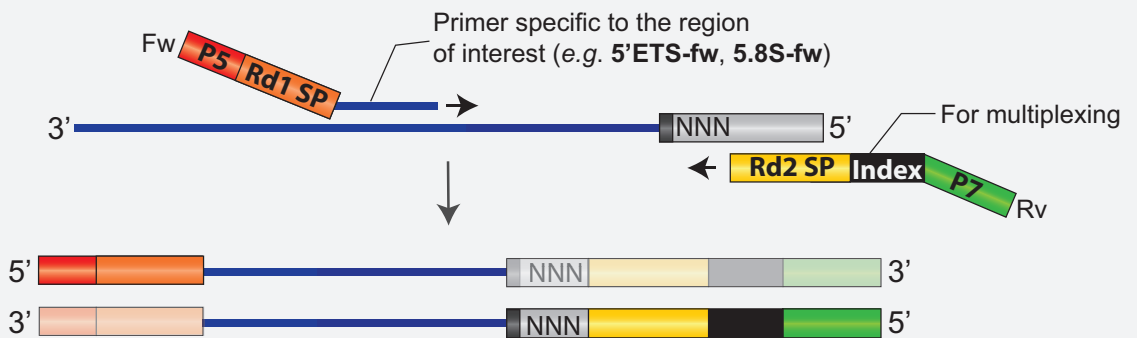 Primer specific to the region
of interest (e.g. 5’ETS-fw, 5.8S-fw)
Fw
P5 Rd1 SP
3’ NNN 5’
For multiplexing
Rd2 SP Index P7
Rv
5’ NNN 3’
3’ NNN 5’